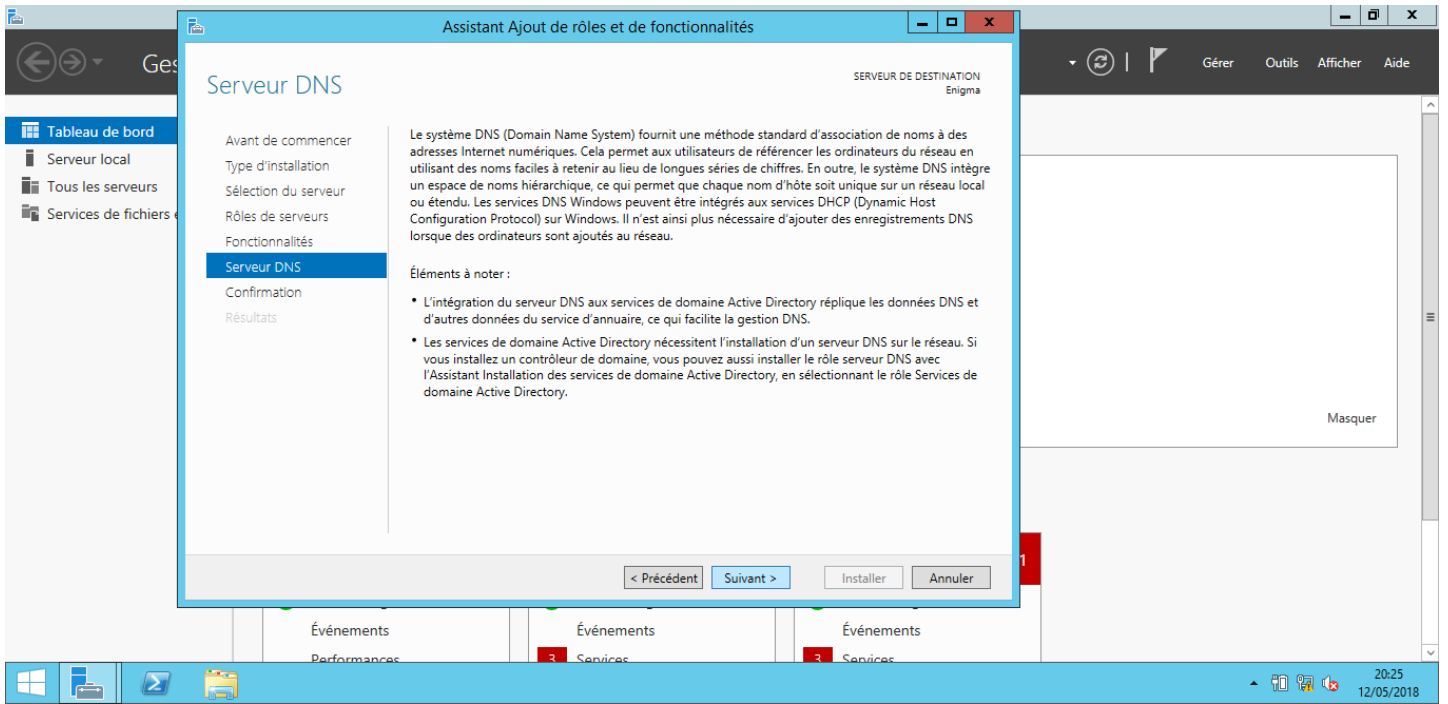 Assistant Ajout de rôles et de fonctionnalités
Ges
Gérer
Outils
Afficher
Aide
Tableau de bord
Serveur local
Tous les serveurs
Services de fichiers e
Serveur DNS
SERVEUR DE DESTINATION
Enigma
Avant de commencer
Type d'installation
Sélection du serveur
Rôles de serveurs
Fonctionnalités
Serveur DNS
Confirmation
Résultats
Le système DNS (Domain Name System) fournit une méthode standard d'association de noms à des
adresses Internet numériques. Cela permet aux utilisateurs de référencer les ordinateurs du réseau en
utilisant des noms faciles à retenir au lieu de longues séries de chiffres. En outre, le système DNS intègre
un espace de noms hiérarchique, ce qui permet que chaque nom d'hôte soit unique sur un réseau local
ou étendu. Les services DNS Windows peuvent être intégrés aux services DHCP (Dynamic Host
Configuration Protocol) sur Windows. Il n'est ainsi plus nécessaire d'ajouter des enregistrements DNS
lorsque des ordinateurs sont ajoutés au réseau.
Éléments à noter :
• L'intégration du serveur DNS aux services de domaine Active Directory réplique les données DNS et
d'autres données du service d'annuaire, ce qui facilite la gestion DNS.
• Les services de domaine Active Directory nécessitent l'installation d'un serveur DNS sur le réseau. Si
vous installez un contrôleur de domaine, vous pouvez aussi installer le rôle serveur DNS avec
l'Assistant Installation des services de domaine Active Directory, en sélectionnant le rôle Services de
domaine Active Directory.
Masquer
< Précédent
Suivant >
Installer
Annuler
1
Événements
Événements
Événements
Performances
3 Services
3 Services
20:25
12/05/2018